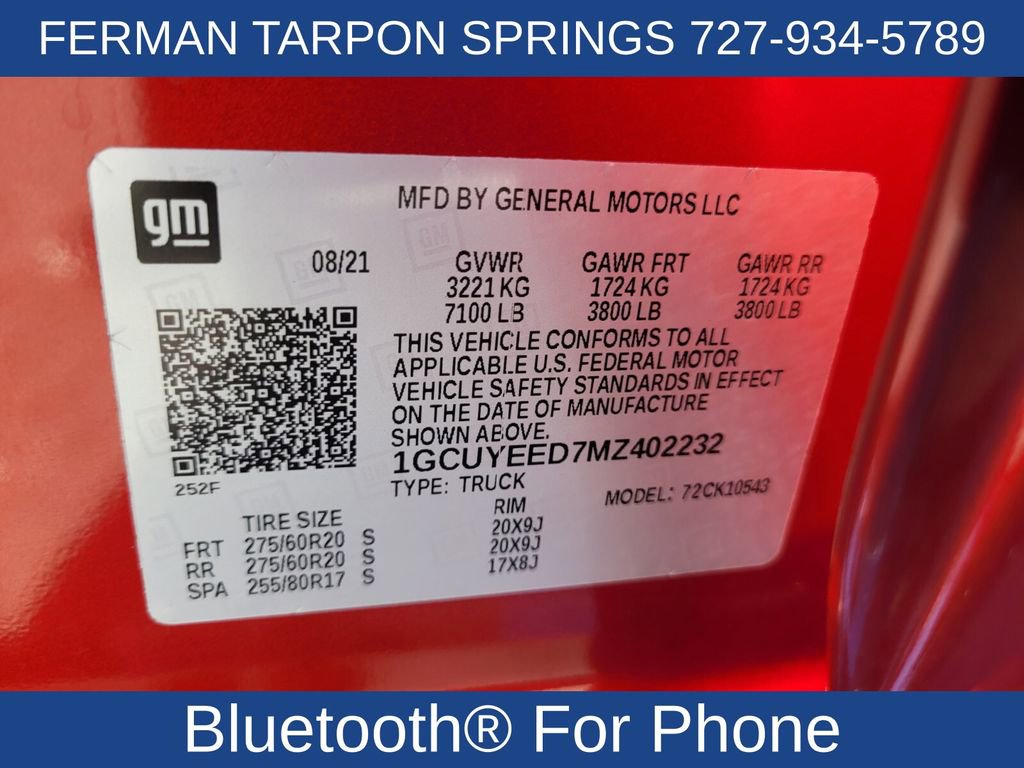 FERMAN TARPON SPRINGS 727-934-5789
gm
MFD BY GENERAL MOTORS LLC
08/21 GVWR GAWR FRT GAWR RR
3221 KG 1724 KG 1724 KG
7100 LB 3800 LB 3800 LB
THIS VEHICLE CONFORMS TO ALL
APPLICABLE U.S. FEDERAL MOTOR
VEHICLE SAFETY STANDARDS IN EFFECT
ON THE DATE OF MANUFACTURE
SHOWN ABOVE.
1GCUYEED7MZ402232
252F
TYPE: TRUCK MODEL: 72CK10543
TIRE SIZE RIM
FRT 275/60R20 S 20X9J
RR 275/60R20 S 20X9J
SPA 255/80R17 S 17X8J
Bluetooth® For Phone